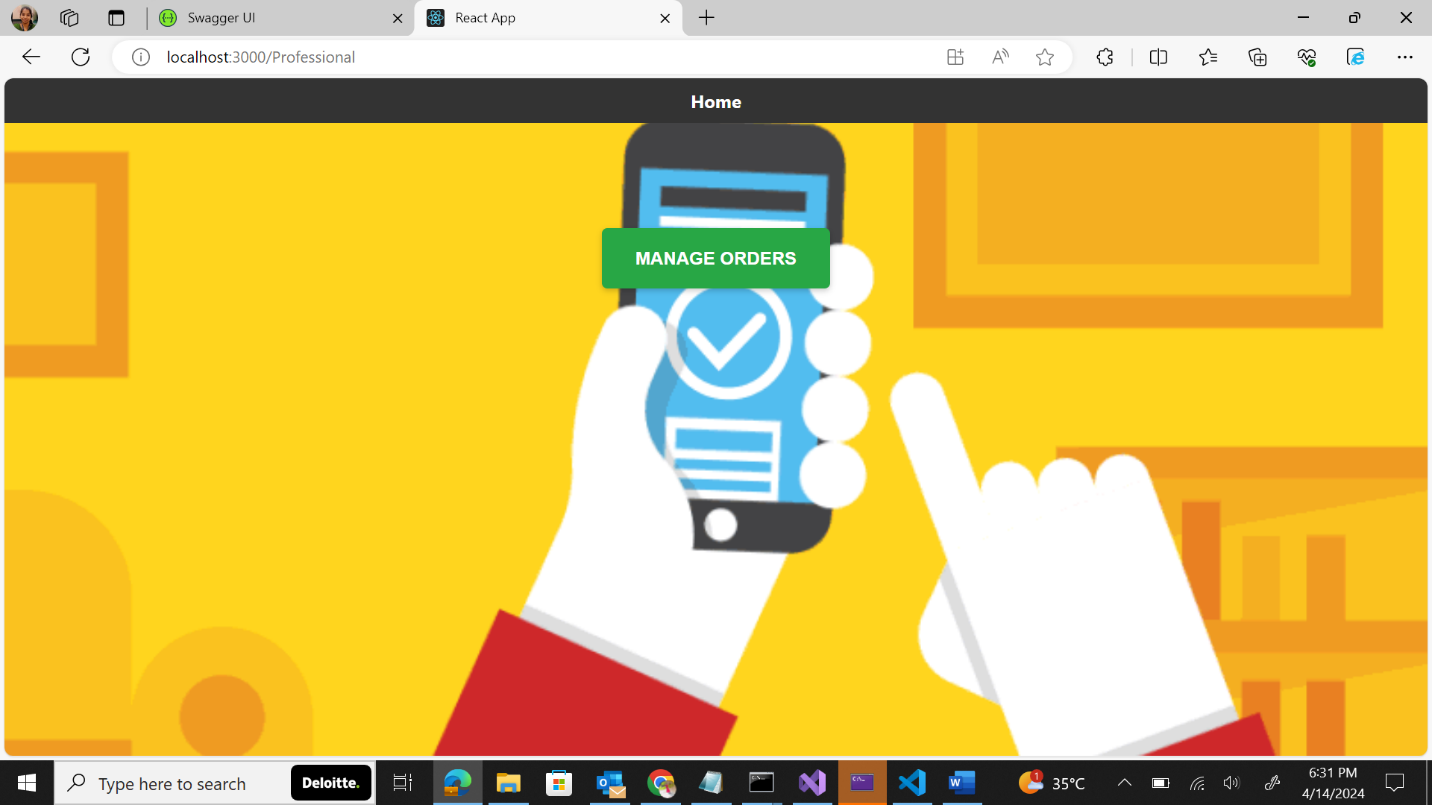 Swagger UI
React App
localhost:3000/Professional
Home
MANAGE ORDERS
Type here to search
Deloitte.
1
35°C
6:31 PM
4/14/2024